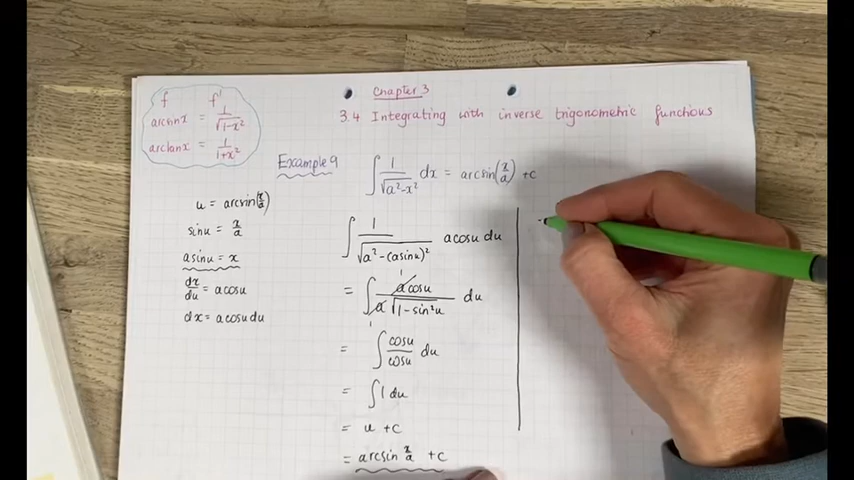 Chapter 3
3.4 Integrating with inverse trigonometric functions
f f'
arcsinx = 1/√(1-x²)
arctanx = 1/(1+x²)
Example 9
∫ 1/√(a²-x²) dx = arcsin(x/a) +c
u = arcsin(x/a)
sinu = x/a
asinu = x
dx/du = acosu
dx = acosu du
∫ 1/√(a²-(asinu)²) acosu du
= ∫ acosu/(a√(1-sin²u)) du
= ∫ cosu/cosu du
= ∫ 1 du
= u +c
= arcsin x/a +c